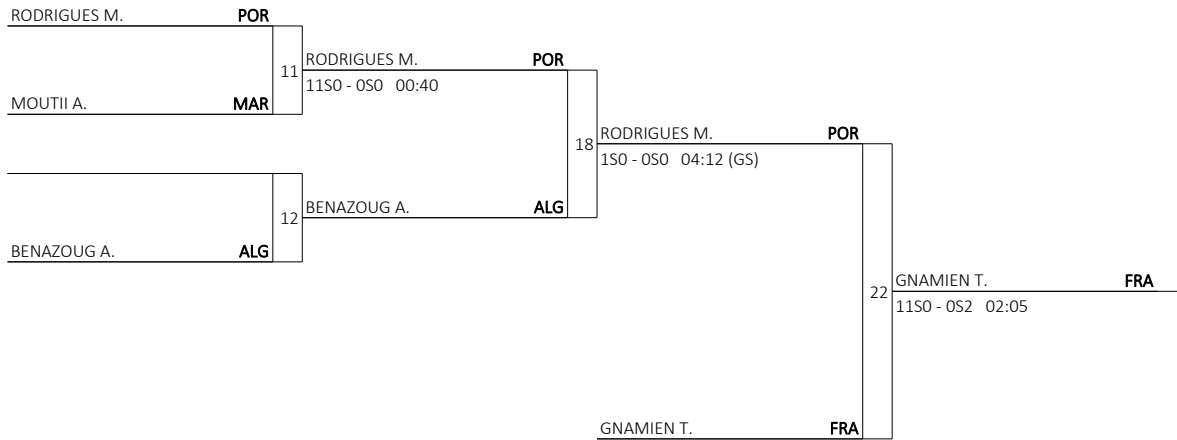 RODRIGUES M. POR
11 RODRIGUES M. POR
11S0 - 0S0 00:40
MOUTII A. MAR
18 RODRIGUES M. POR
1S0 - 0S0 04:12 (GS)
12 BENAZOUG A. ALG
BENAZOUG A. ALG
22 GNAMIEN T. FRA
11S0 - 0S2 02:05
GNAMIEN T. FRA